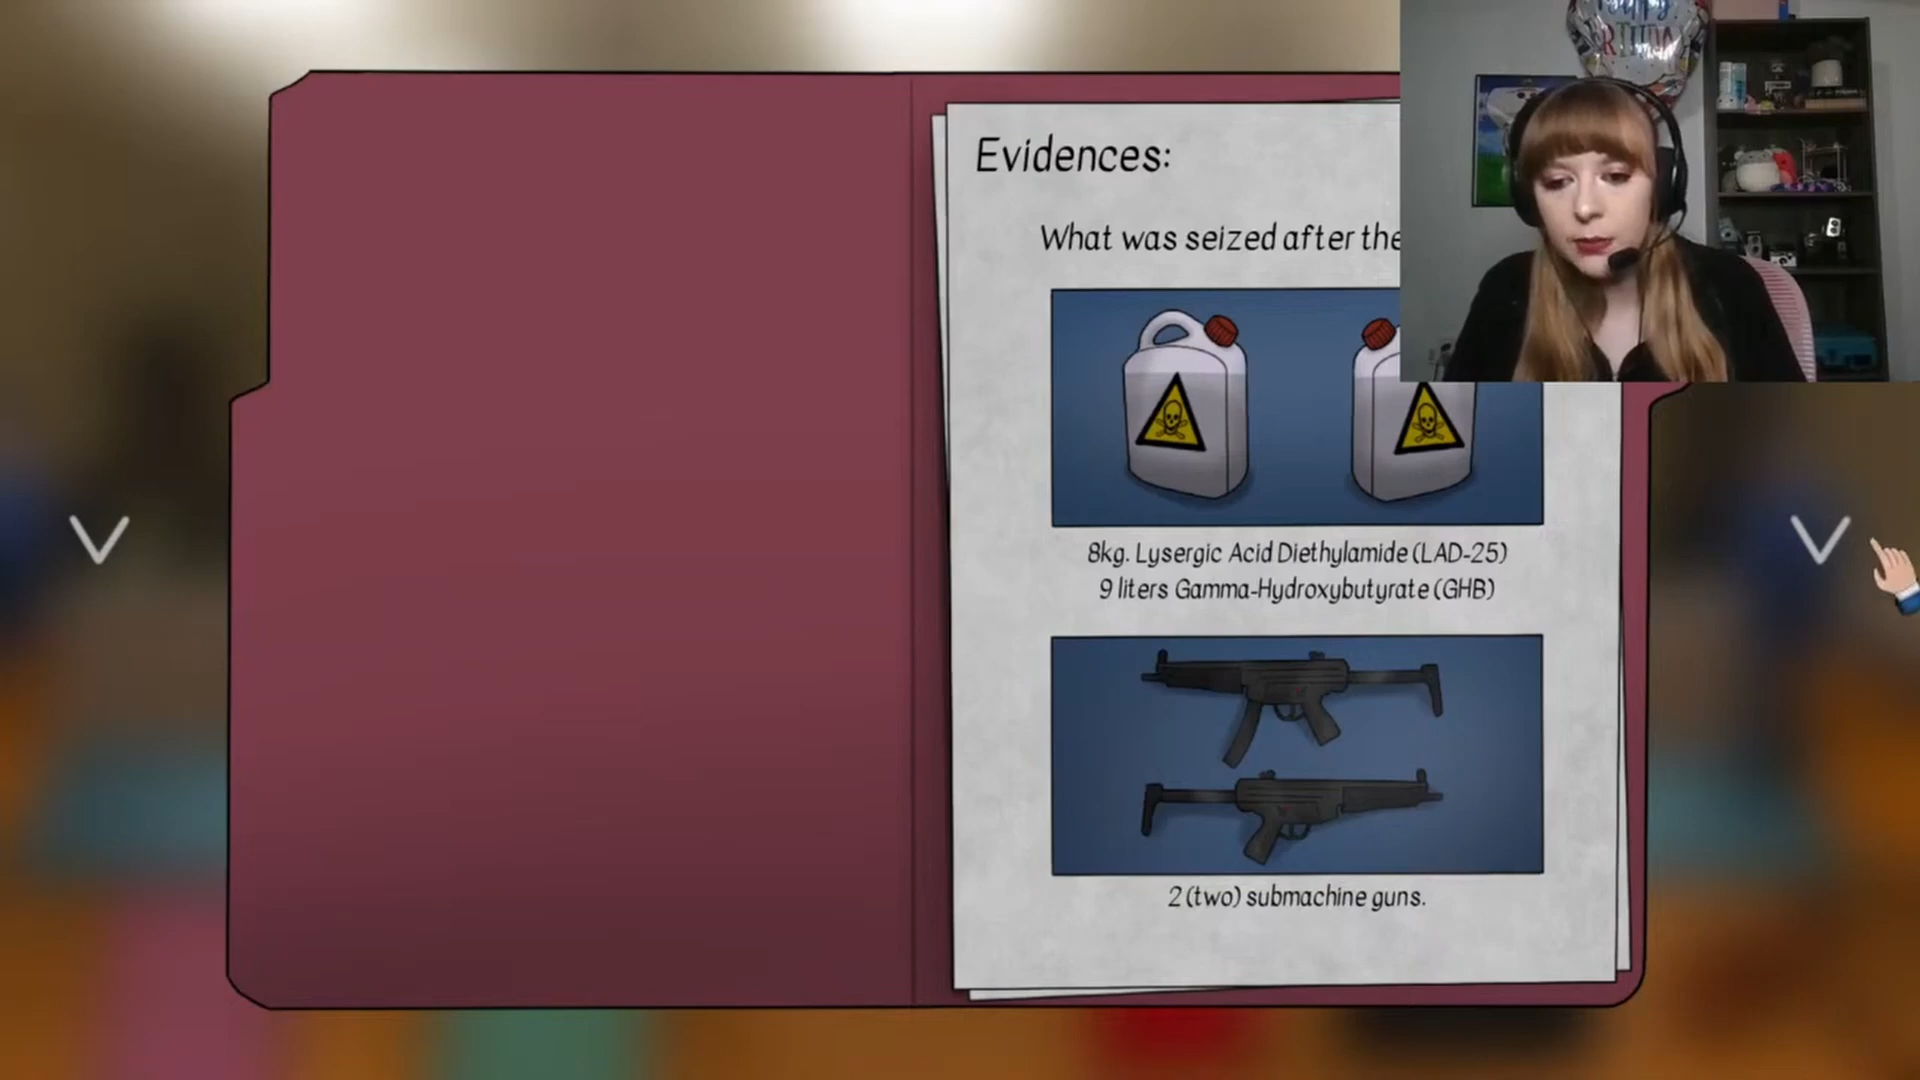 Evidences:
What was seized after the
8kg. Lysergic Acid Diethylamide (LAD-25)
9 liters Gamma-Hydroxybutyrate (GHB)
2 (two) submachine guns.